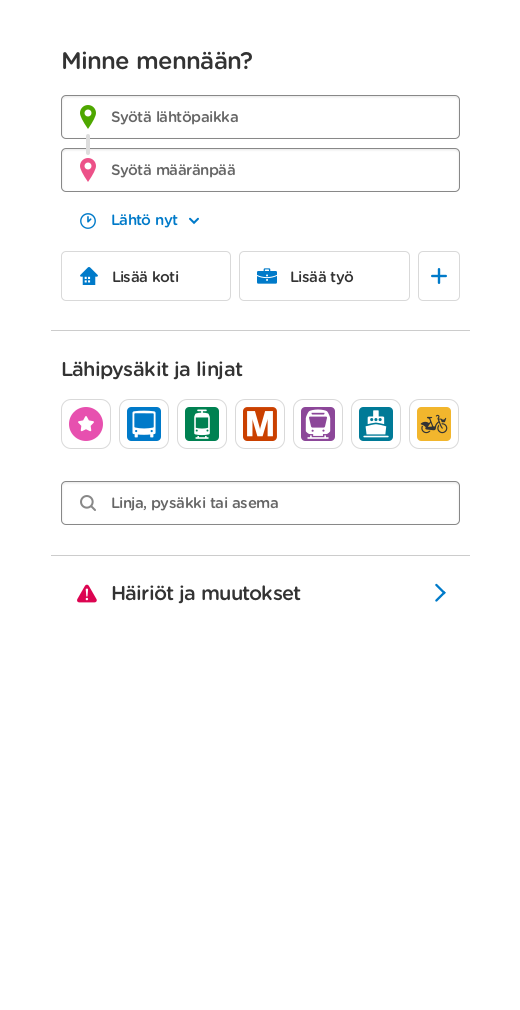 Minne mennään?
Syötä lähtöpaikka
Syötä määränpää
Lähtö nyt
Lisää koti
Lisää työ
Lähipysäkit ja linjat
M
Linja, pysäkki tai asema
Häiriöt ja muutokset